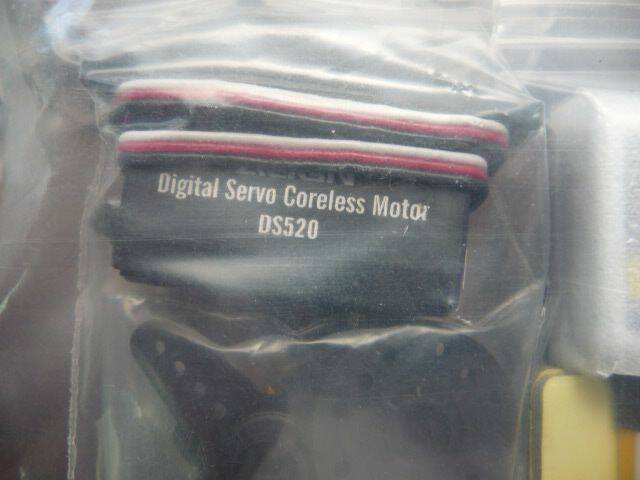 Digital Servo Coreless Motor
DS520